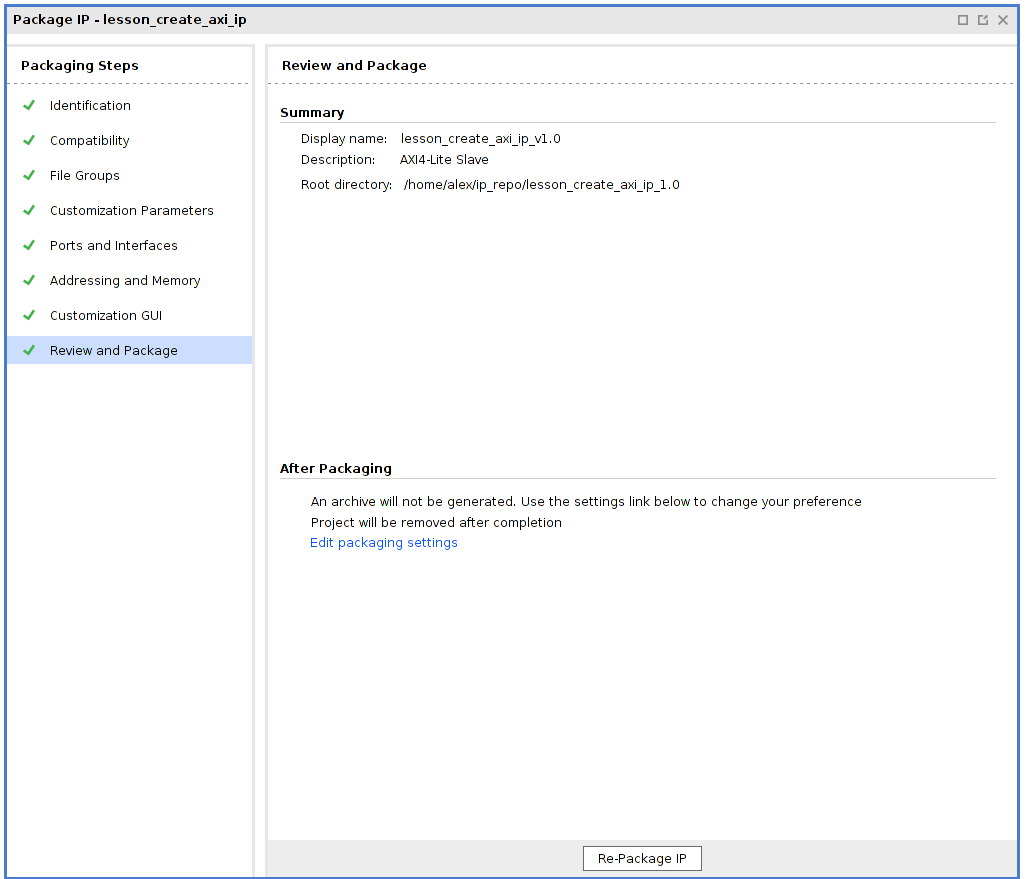 Package IP - lesson_create_axi_ip
Packaging Steps
Identification
Compatibility
File Groups
Customization Parameters
Ports and Interfaces
Addressing and Memory
Customization GUI
Review and Package
Review and Package
Summary
Display name: lesson_create_axi_ip_v1.0
Description: AXI4-Lite Slave
Root directory: /home/alex/ip_repo/lesson_create_axi_ip_1.0
After Packaging
An archive will not be generated. Use the settings link below to change your preference
Project will be removed after completion
Edit packaging settings
Re-Package IP